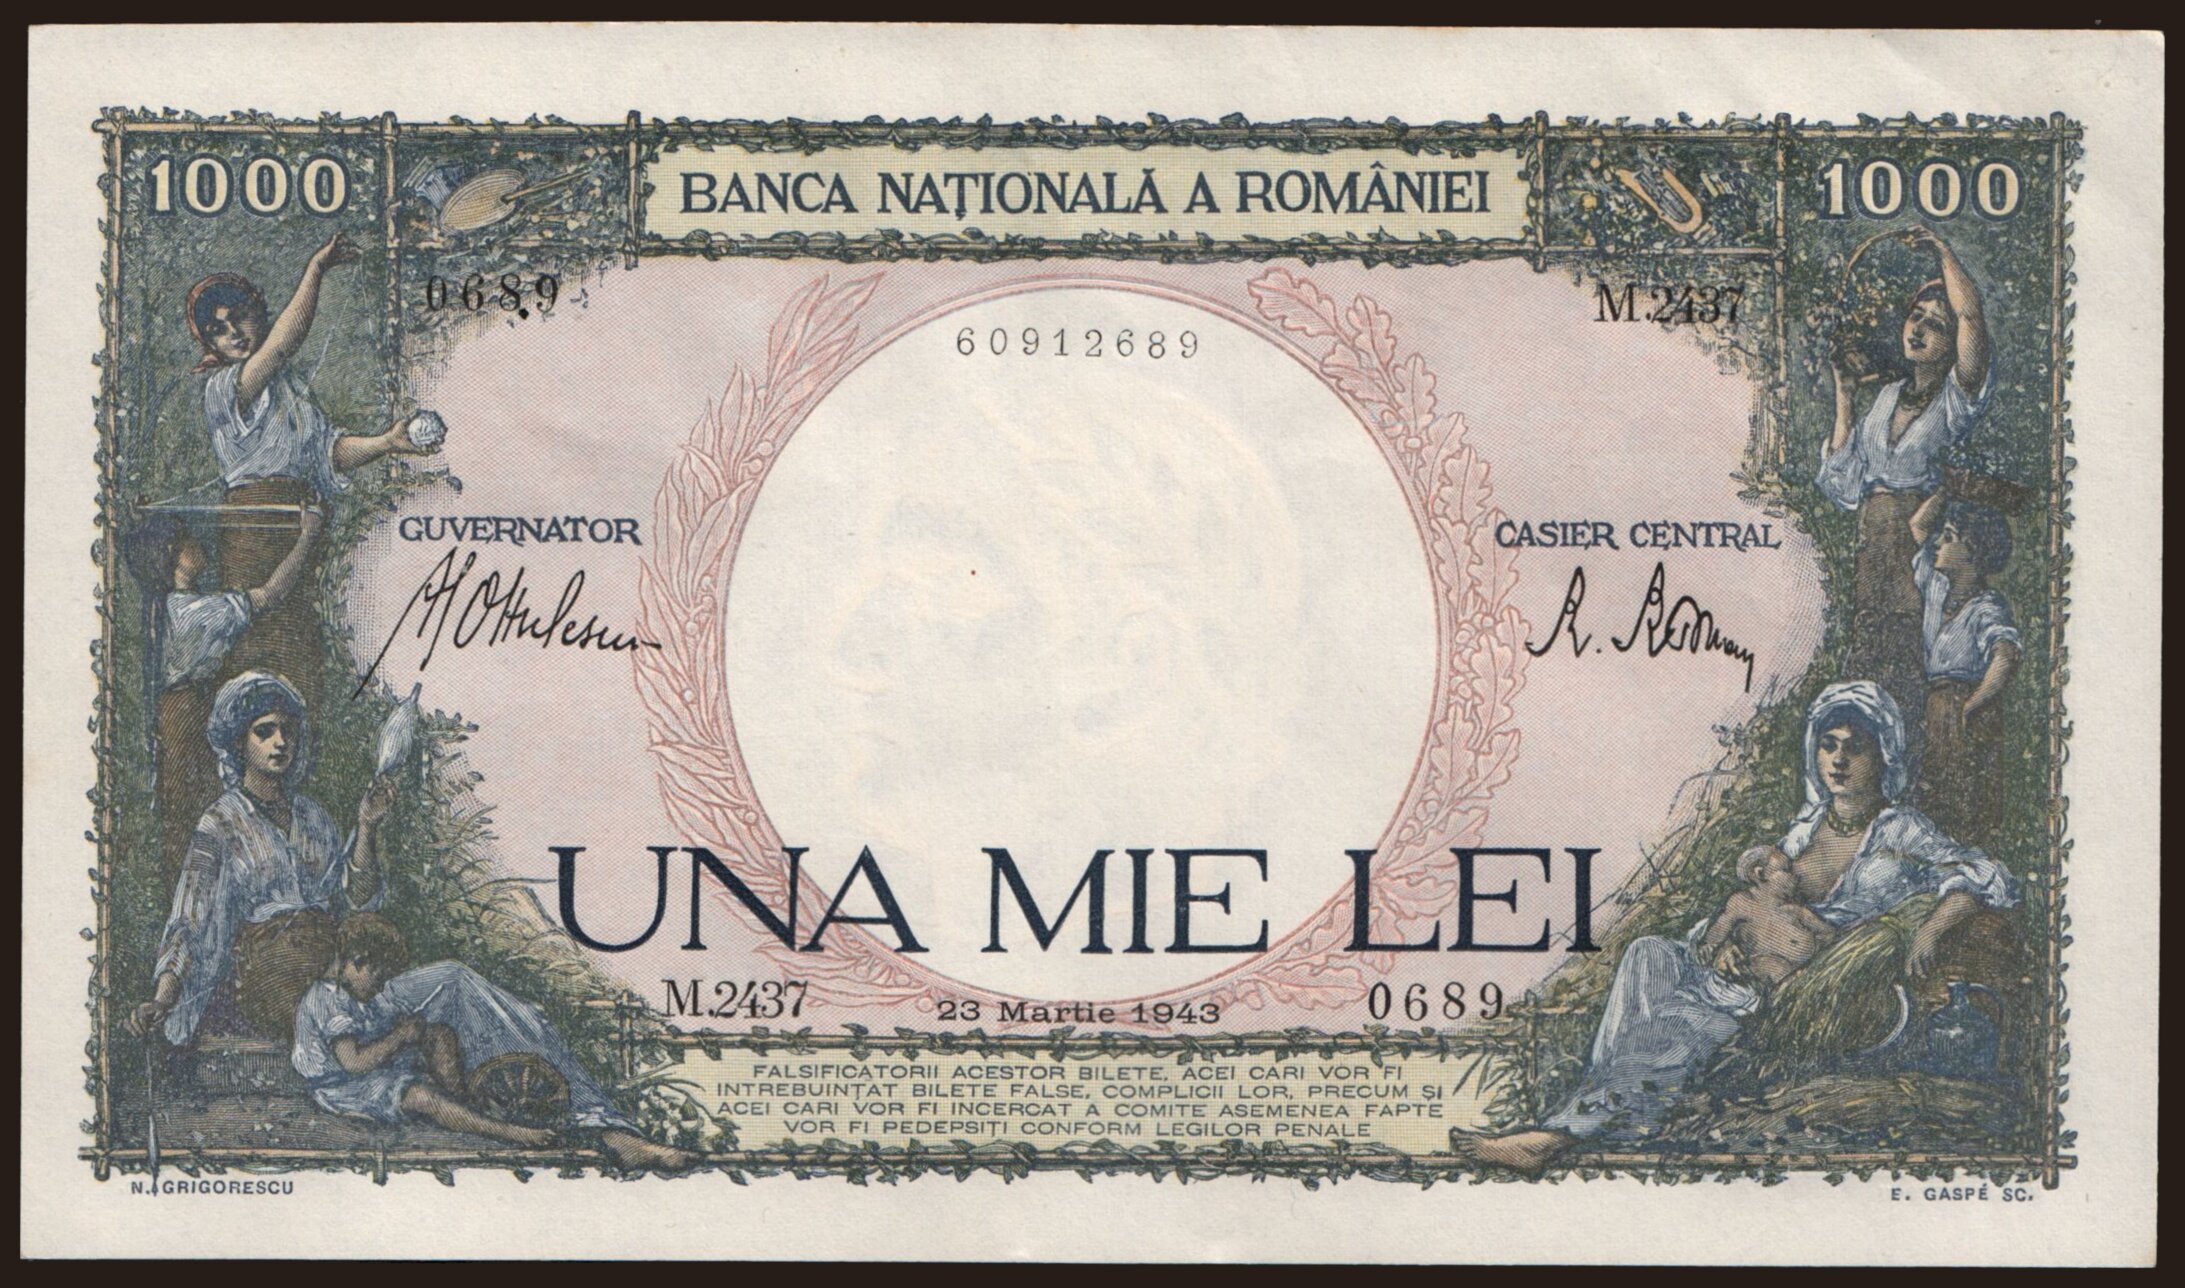 1000
BANCA NAȚIONALĂ A ROMÂNIEI
1000
0689
M.2437
60912689
GUVERNATOR
CASIER CENTRAL
UNA MIE LEI
M.2437
23 Martie 1943
0689
FALSIFICATORII ACESTOR BILETE, ACEI CARI VOR FI
INTREBUINȚAT BILETE FALSE, COMPLICII LOR, PRECUM ȘI
ACEI CARI VOR FI INCERCAT A COMITE ASEMENEA FAPTE
VOR FI PEDEPSITI CONFORM LEGILOR PENALE
N. GRIGORESCU
E. GASPÉ SC.